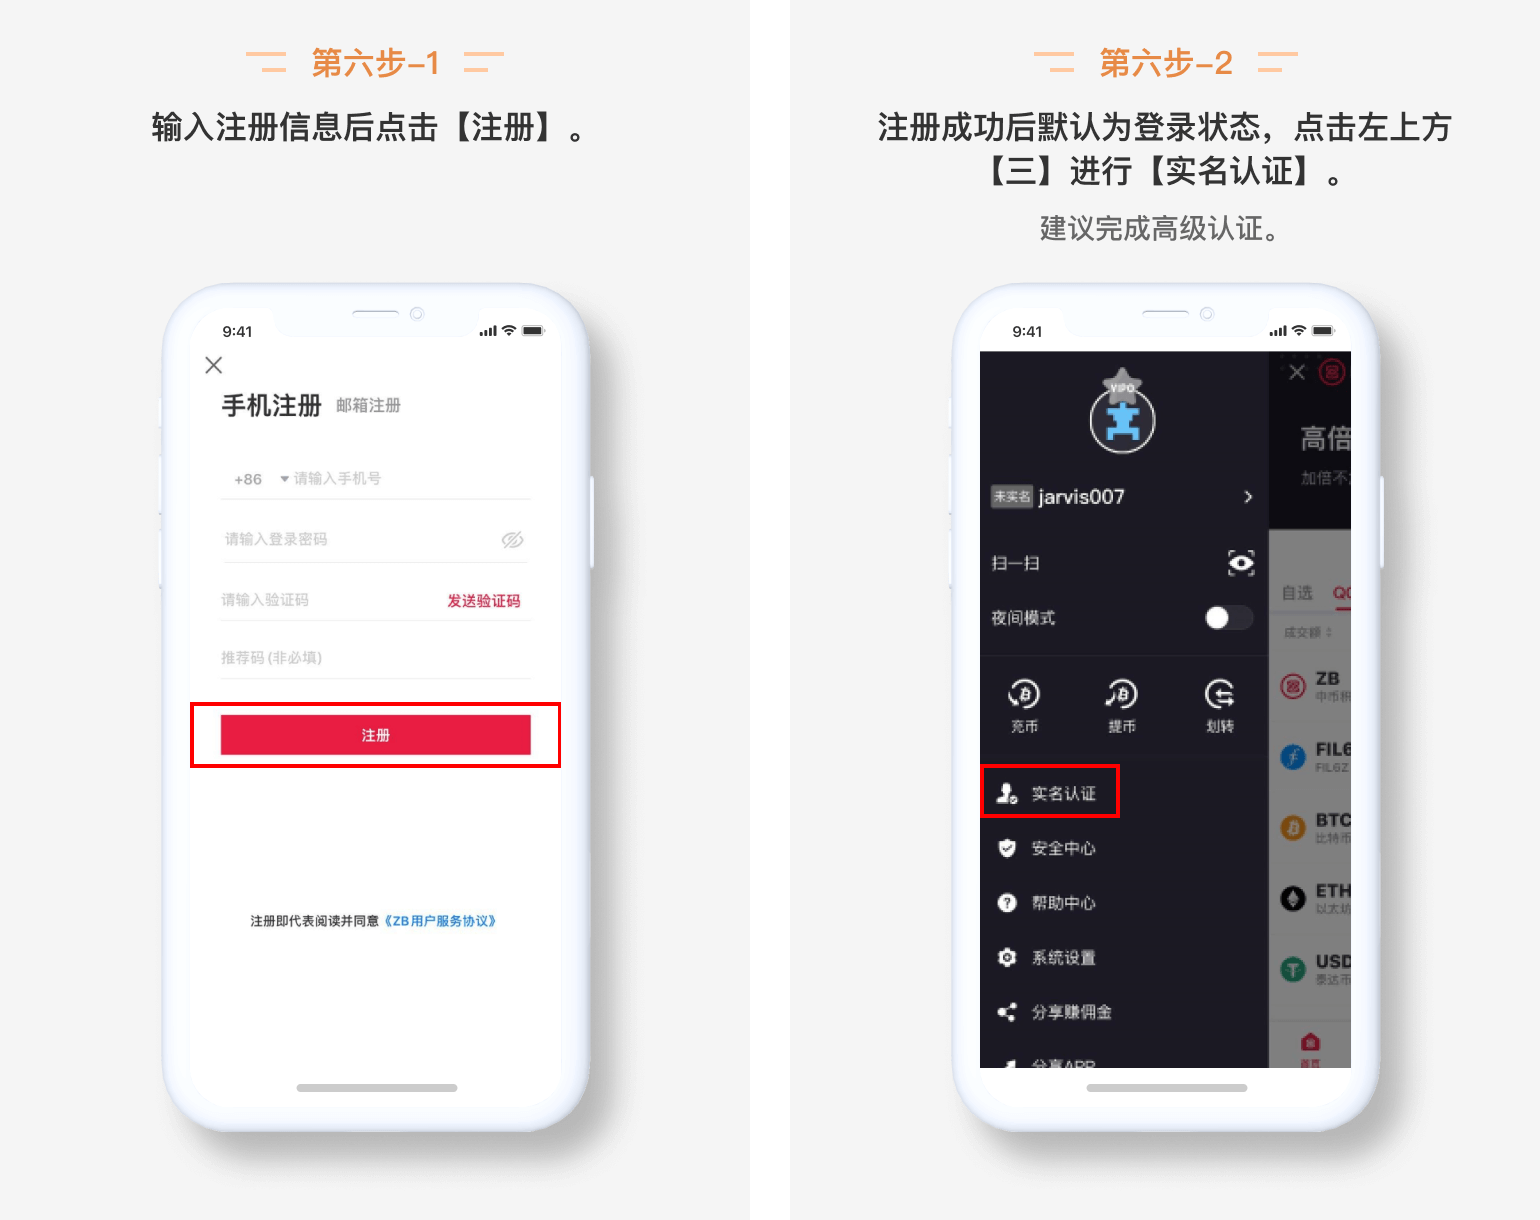 第六步-1
输入注册信息后点击【注册】。
9:41
手机注册 邮箱注册
+86 请输入手机号
请输入登录密码
请输入验证码 发送验证码
推荐码(非必填)
注册
注册即代表阅读并同意《ZB用户服务协议》
第六步-2
注册成功后默认为登录状态，点击左上方
【三】进行【实名认证】。
建议完成高级认证。
9:41
VIP0
未实名 jarvis007
扫一扫
夜间模式
充币 提币 划转
实名认证
安全中心
帮助中心
系统设置
分享赚佣金
分享APP
高倍
加倍不
自选
成交额
ZB
中币
FIL6
FIL6Z
BTC
比特币
ETH
以太坊
USD
泰达币
首页